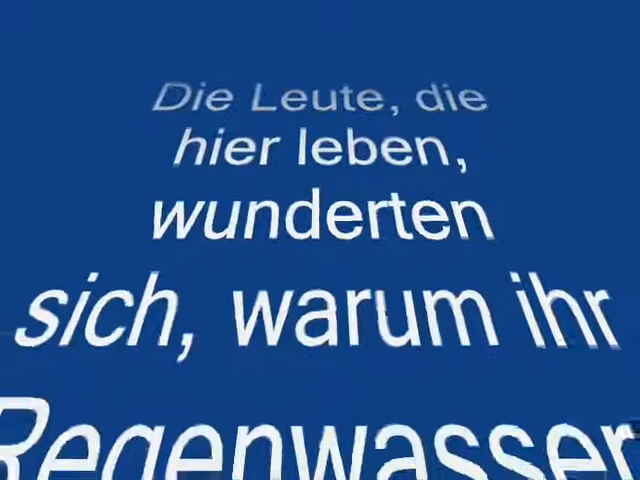 Die Leute, die
hier leben,
wunderten
sich, warum ihr
Regenwasser